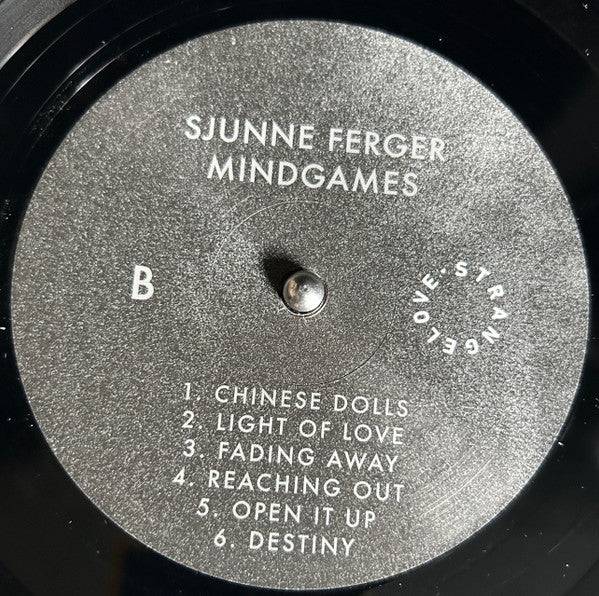 SJUNNE FERGER
MINDGAMES
B
STRANGELOVE·
1. CHINESE DOLLS
2. LIGHT OF LOVE
3. FADING AWAY
4. REACHING OUT
5. OPEN IT UP
6. DESTINY